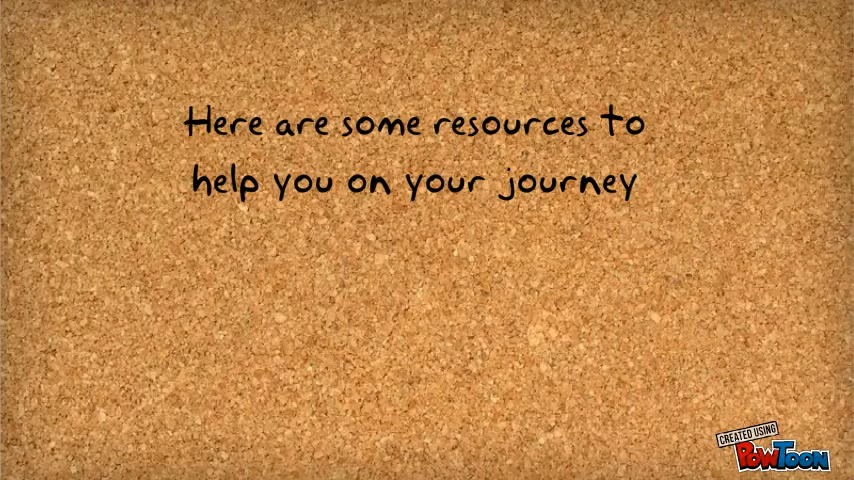 Here are some resources to
help you on your journey
CREATED USING
PowToon